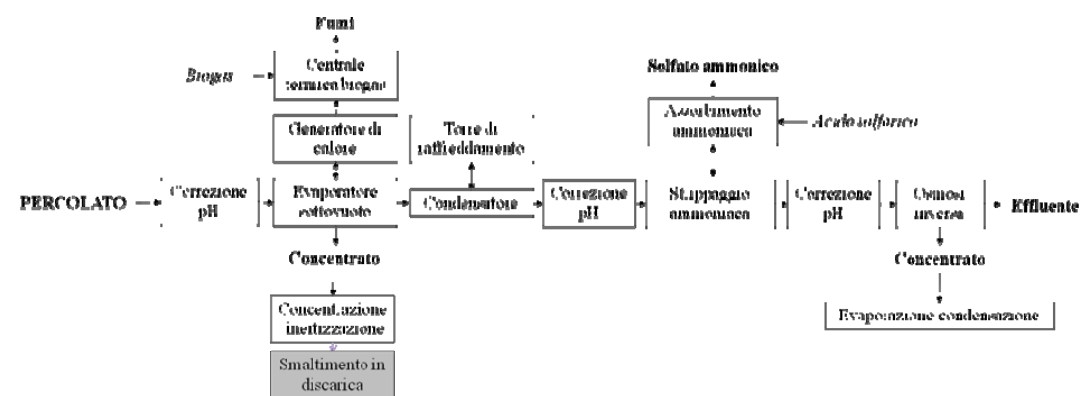 Fumi
Biogas
Centrale
termica biogas
Solfato ammonico
Generatore di
calore
Torre di
raffreddamento
Assorbimento
ammoniaca
Acido solforico
PERCOLATO
Correzione
pH
Evaporatore
sottovuoto
Condensatore
Correzione
pH
Strippaggio
ammoniaca
Correzione
pH
Osmosi
inversa
Effluente
Concentrato
Concentrato
Concentrazione
inertizzazione
Evaporazione condensazione
Smaltimento in
discarica